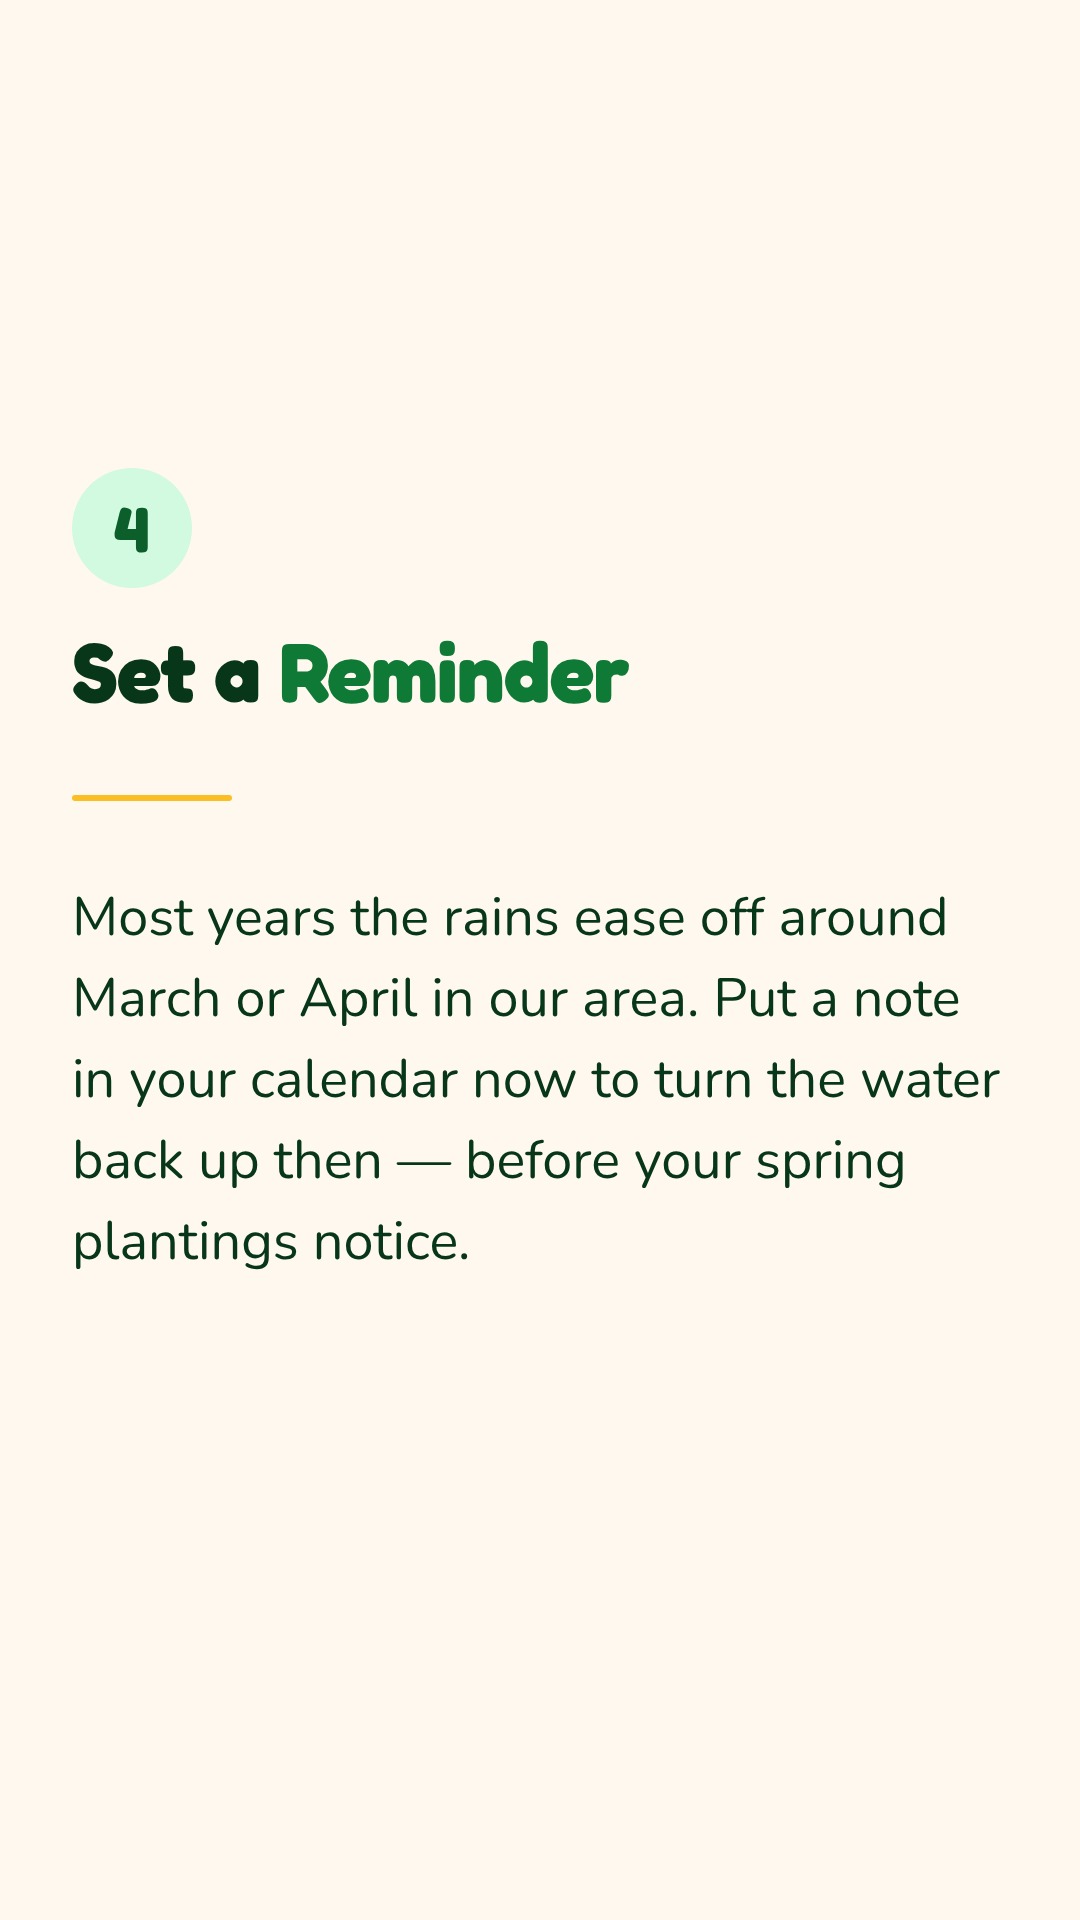 4
Set a Reminder
Most years the rains ease off around
March or April in our area. Put a note
in your calendar now to turn the water
back up then — before your spring
plantings notice.